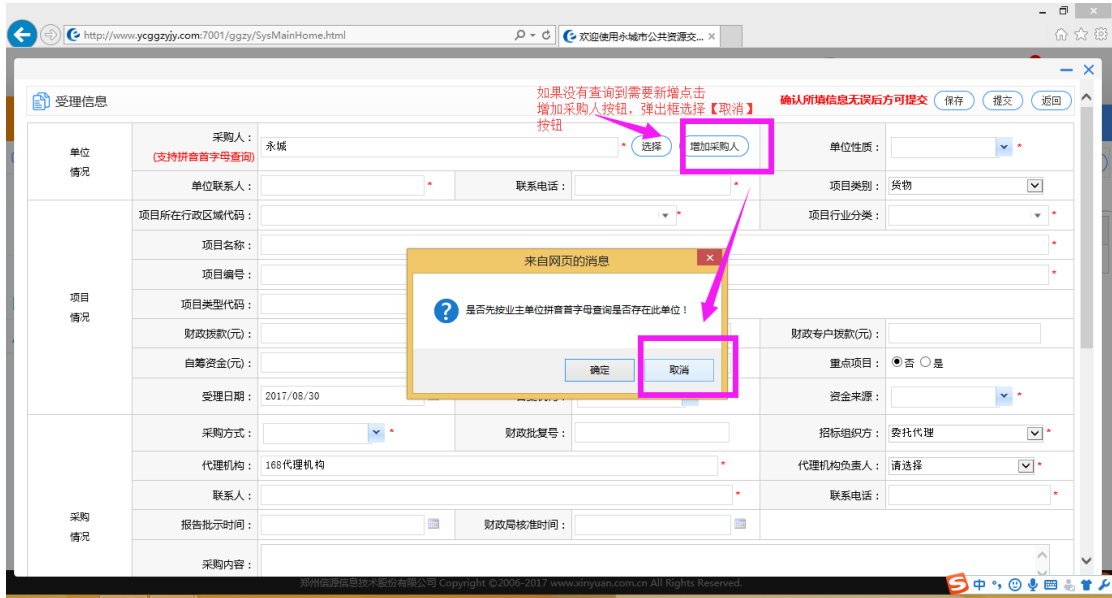 http://www.ycggzyjy.com:7001/ggzy/SysMainHome.html
欢迎使用永城市公共资源交...
受理信息
如果没有查询到需要新增点击
增加采购人按钮，弹出框选择【取消】
按钮
确认所填信息无误后方可提交 保存 提交 返回
单位
情况
采购人：
(支持拼音首字母查询)
永城 * 选择 增加采购人 单位性质： *
单位联系人： * 联系电话： * 项目类别： 货物
项目
情况
项目所在行政区域代码： * 项目行业分类： *
项目名称： *
项目编号： *
项目类型代码：
财政拨款(元)： 财政专户拨款(元)：
自筹资金(元)： 重点项目： 否 是
受理日期： 2017/08/30 资金来源： *
来自网页的消息
是否先按业主单位拼音首字母查询是否存在此单位！
确定 取消
采购
情况
采购方式： * 财政批复号： 招标组织方： 委托代理 *
代理机构： 168代理机构 * 代理机构负责人： 请选择 *
联系人： * 联系电话： *
报告批示时间： 财政局核准时间：
采购内容：
郑州信源信息技术股份有限公司 Copyright ©2006-2017 www.xinyuan.com.cn All Rights Reserved.
中